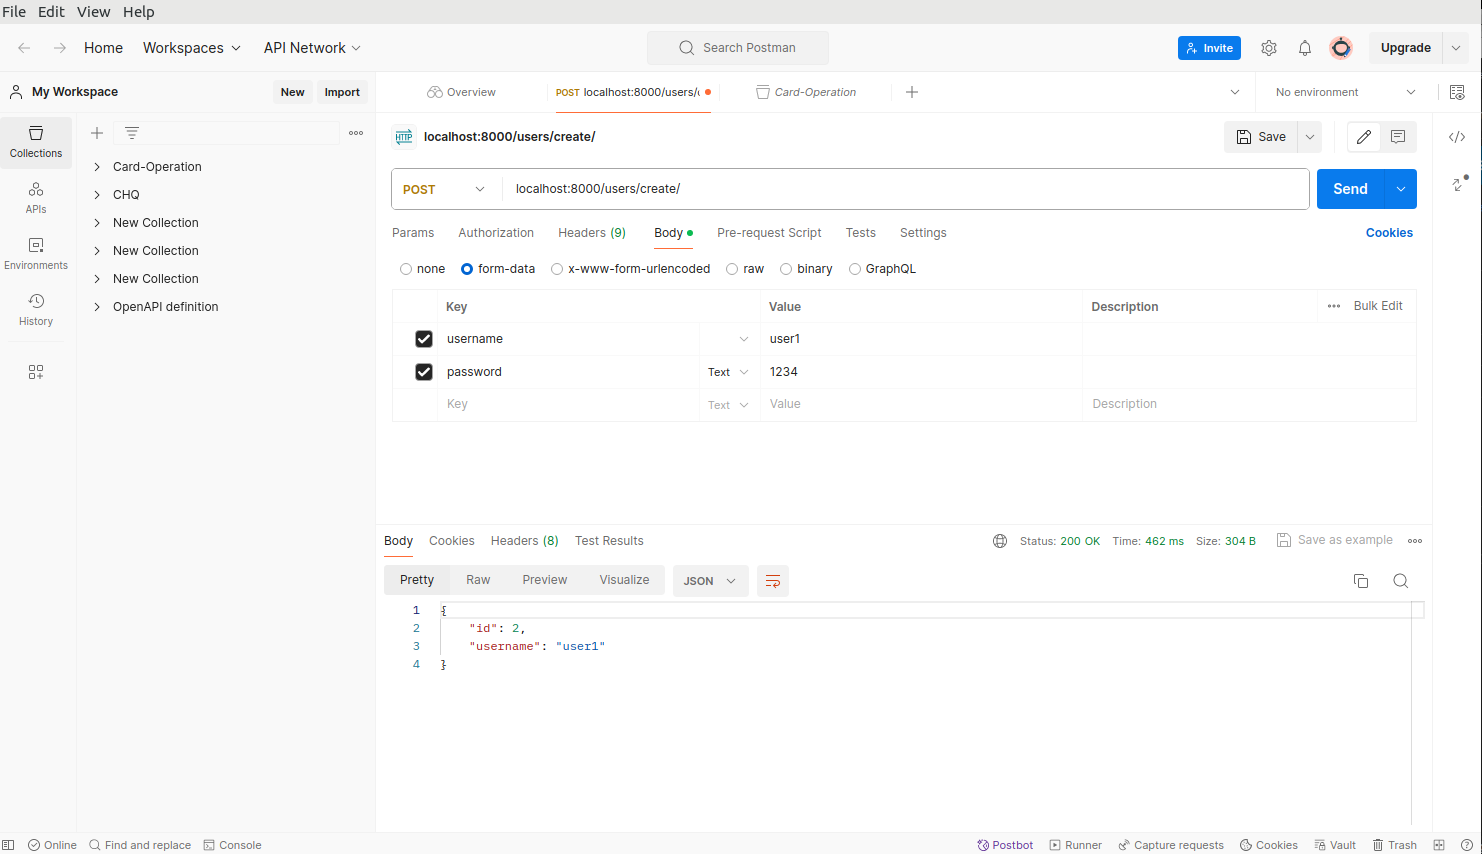 File Edit View Help
Home Workspaces API Network Search Postman Invite Upgrade
My Workspace New Import Overview POST localhost:8000/users/ Card-Operation No environment
Collections
APIs
Environments
History
Card-Operation
CHQ
New Collection
New Collection
New Collection
OpenAPI definition
HTTP localhost:8000/users/create/ Save
POST localhost:8000/users/create/ Send
Params Authorization Headers (9) Body Pre-request Script Tests Settings Cookies
none form-data x-www-form-urlencoded raw binary GraphQL
Key Value Description Bulk Edit
username user1
password Text 1234
Key Text Value Description
Body Cookies Headers (8) Test Results Status: 200 OK Time: 462 ms Size: 304 B Save as example
Pretty Raw Preview Visualize JSON
1 {
2 "id": 2,
3 "username": "user1"
4 }
Online Find and replace Console Postbot Runner Capture requests Cookies Vault Trash